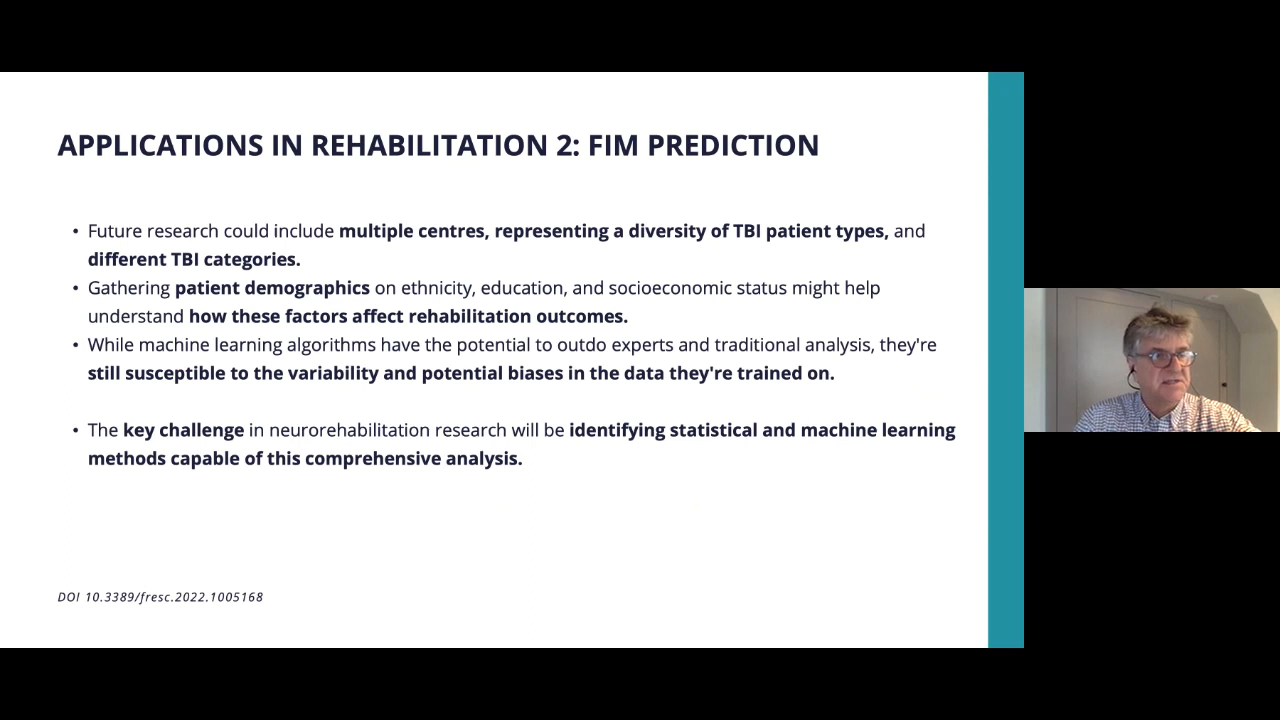 APPLICATIONS IN REHABILITATION 2: FIM PREDICTION
• Future research could include multiple centres, representing a diversity of TBI patient types, and
different TBI categories.
• Gathering patient demographics on ethnicity, education, and socioeconomic status might help
understand how these factors affect rehabilitation outcomes.
• While machine learning algorithms have the potential to outdo experts and traditional analysis, they're
still susceptible to the variability and potential biases in the data they're trained on.
• The key challenge in neurorehabilitation research will be identifying statistical and machine learning
methods capable of this comprehensive analysis.
DOI 10.3389/fresc.2022.1005168